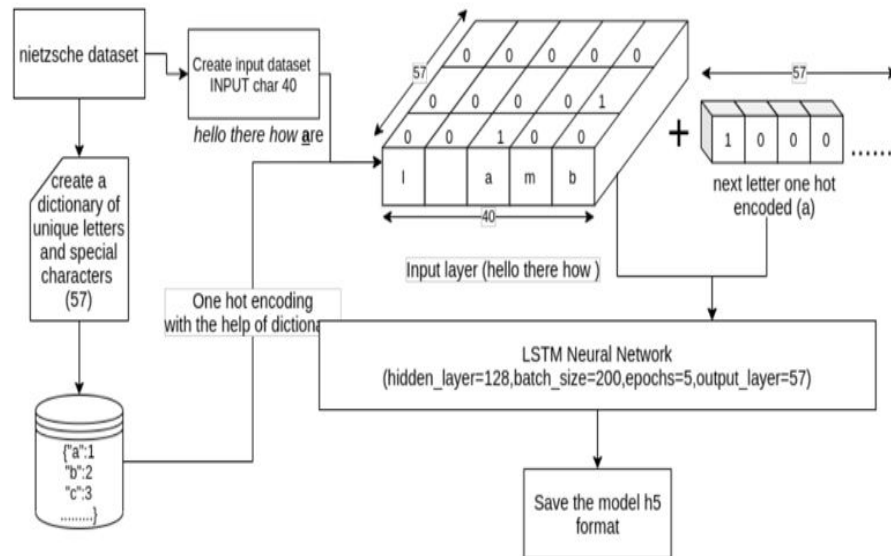 nietzsche dataset
Create input dataset
INPUT char 40
hello there how are
create a
dictionary of
unique letters
and special
characters
(57)
{"a":1
"b":2
"c":3
.........}
One hot encoding
with the help of dictiona
57
0 0 0 0 0
0 0 0 0 1
0 0 1 0 0
I a m b
40
Input layer (hello there how )
+
57
1 0 0 0 ......
next letter one hot
encoded (a)
LSTM Neural Network
(hidden_layer=128,batch_size=200,epochs=5,output_layer=57)
Save the model h5
format